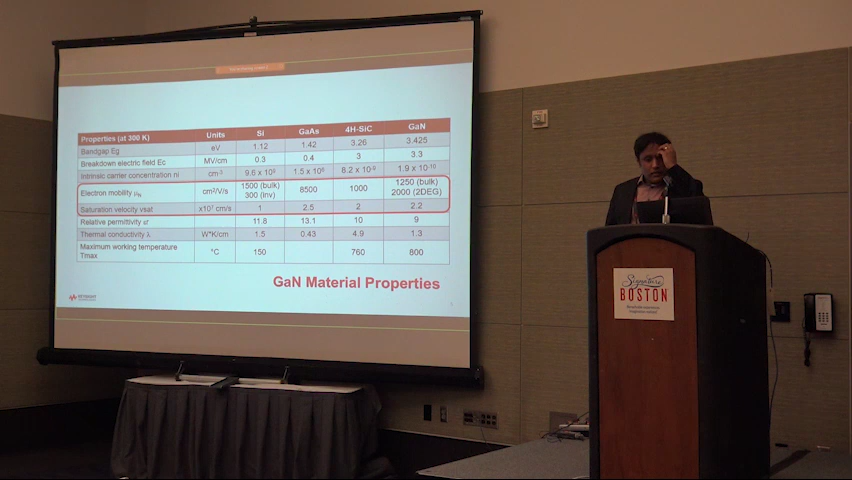 Properties (at 300 K) Units Si GaAs 4H-SiC GaN
Bandgap Eg eV 1.12 1.42 3.26 3.425
Breakdown electric field Ec MV/cm 0.3 0.4 3 3.3
Intrinsic carrier concentration ni cm-3 9.6 x 10⁹ 1.5 x 10⁶ 8.2 x 10-9 1.9 x 10-10
Electron mobility cm²/V/s 1500 (bulk) 300 (Inv) 8500 1000 1250 (bulk) 2000 (2DEG)
Saturation velocity vsat x10⁷ cm/s 1 2.5 2 2.2
Relative permittivity εr 11.8 13.1 10 9
Thermal conductivity λ W*K/cm 1.5 0.43 4.9 1.3
Maximum working temperature Tmax °C 150 760 800
GaN Material Properties
KEYSIGHT
Signature
BOSTON